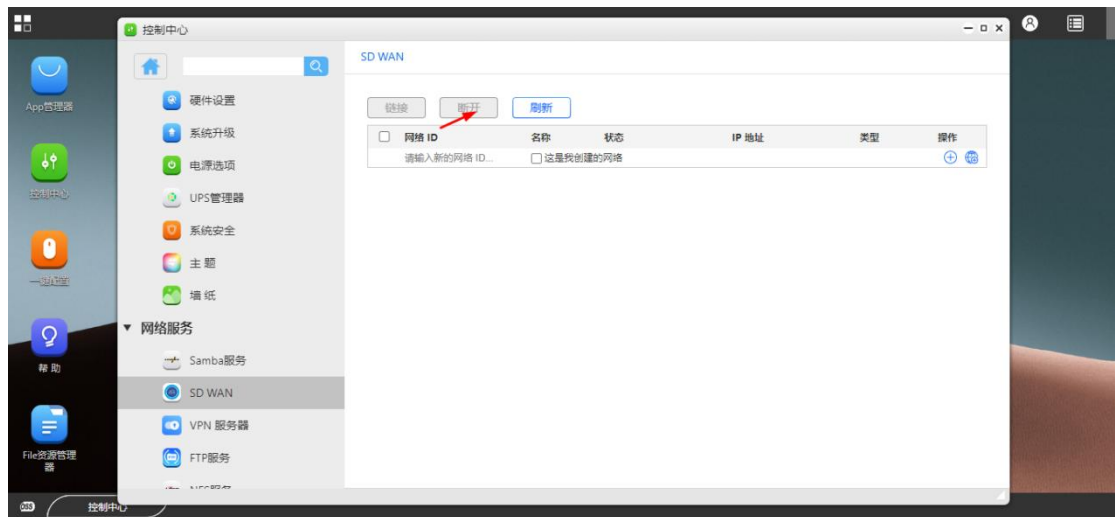 控制中心
App管理器
控制中心
一键配置
帮 助
File资源管理
器
硬件设置
系统升级
电源选项
UPS管理器
系统安全
主 题
墙 纸
网络服务
Samba服务
SD WAN
VPN 服务器
FTP服务
NFS服务
SD WAN
链接 断开 刷新
网络 ID 名称 状态 IP 地址 类型 操作
请输入新的网络 ID... 这是我创建的网络
控制中心